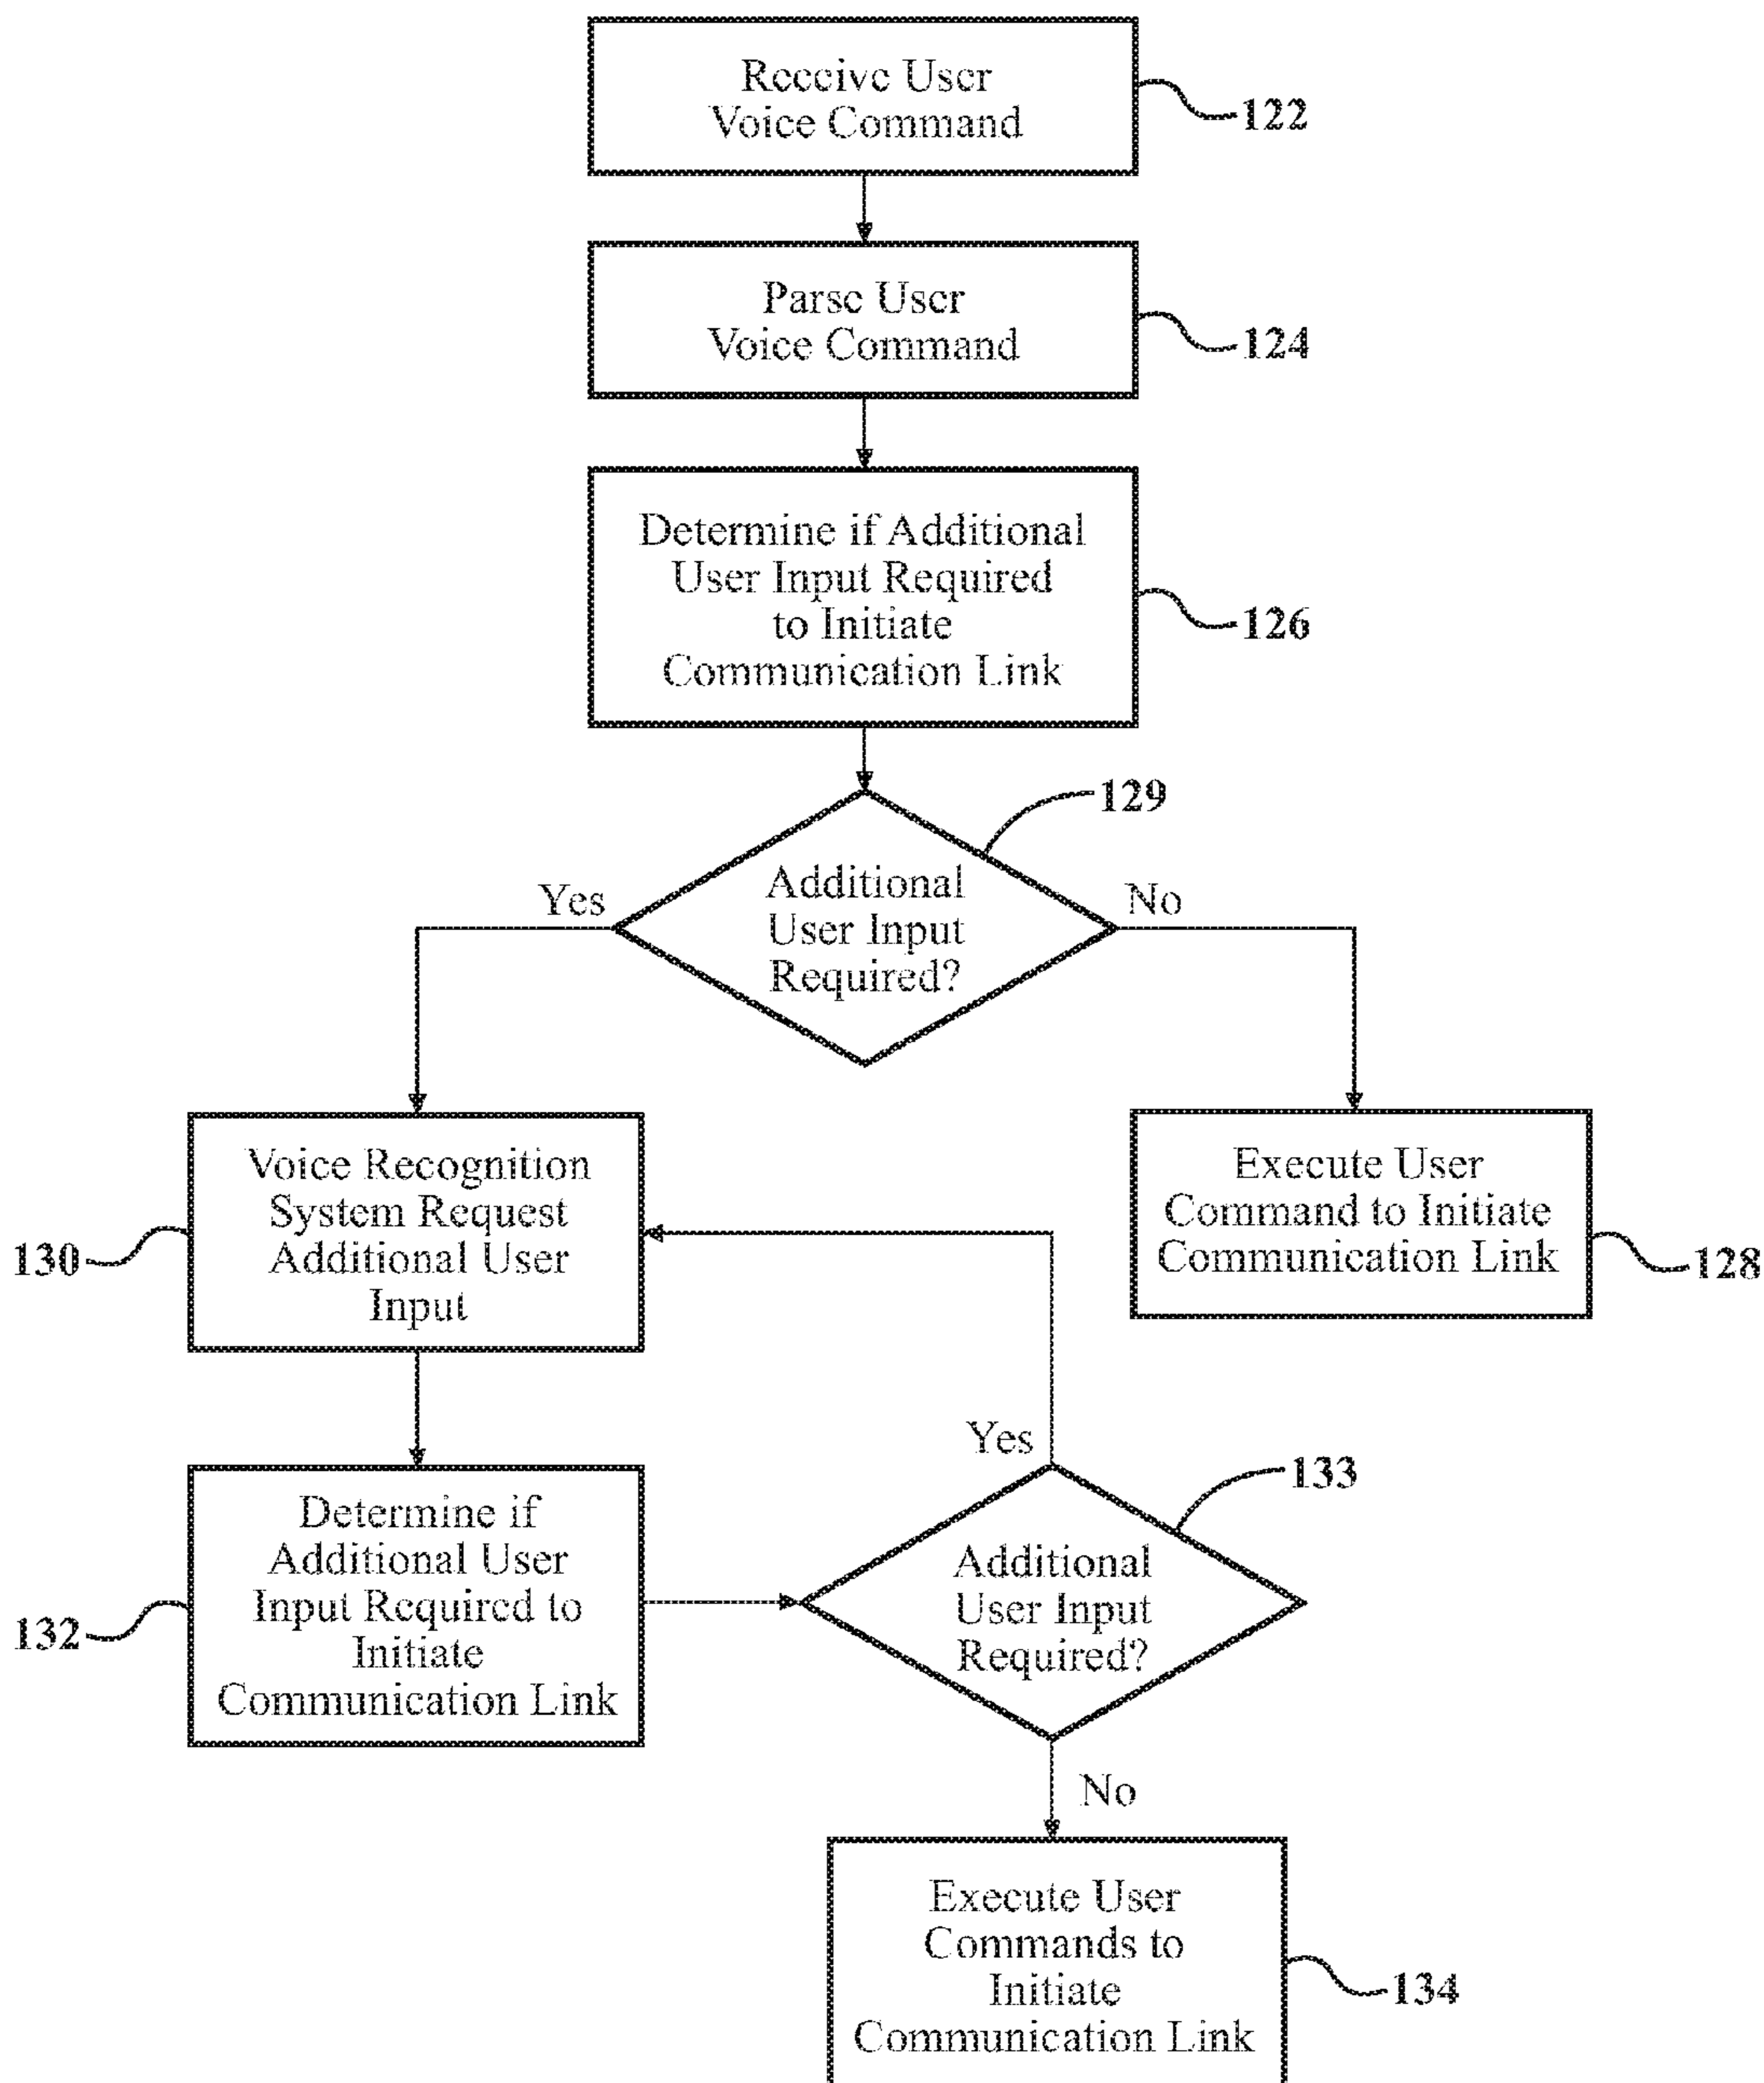 Receive User
Voice Command
122
Parse User
Voice Command
124
Determine if Additional
User Input Required
to Initiate
Communication Link
126
129
Additional
User Input
Required?
Yes
No
Voice Recognition
System Request
Additional User
Input
130
Execute User
Command to Initiate
Communication Link
128
Determine if
Additional User
Input Required to
Initiate
Communication Link
132
Yes
133
Additional
User Input
Required?
No
Execute User
Commands to
Initiate
Communication Link
134